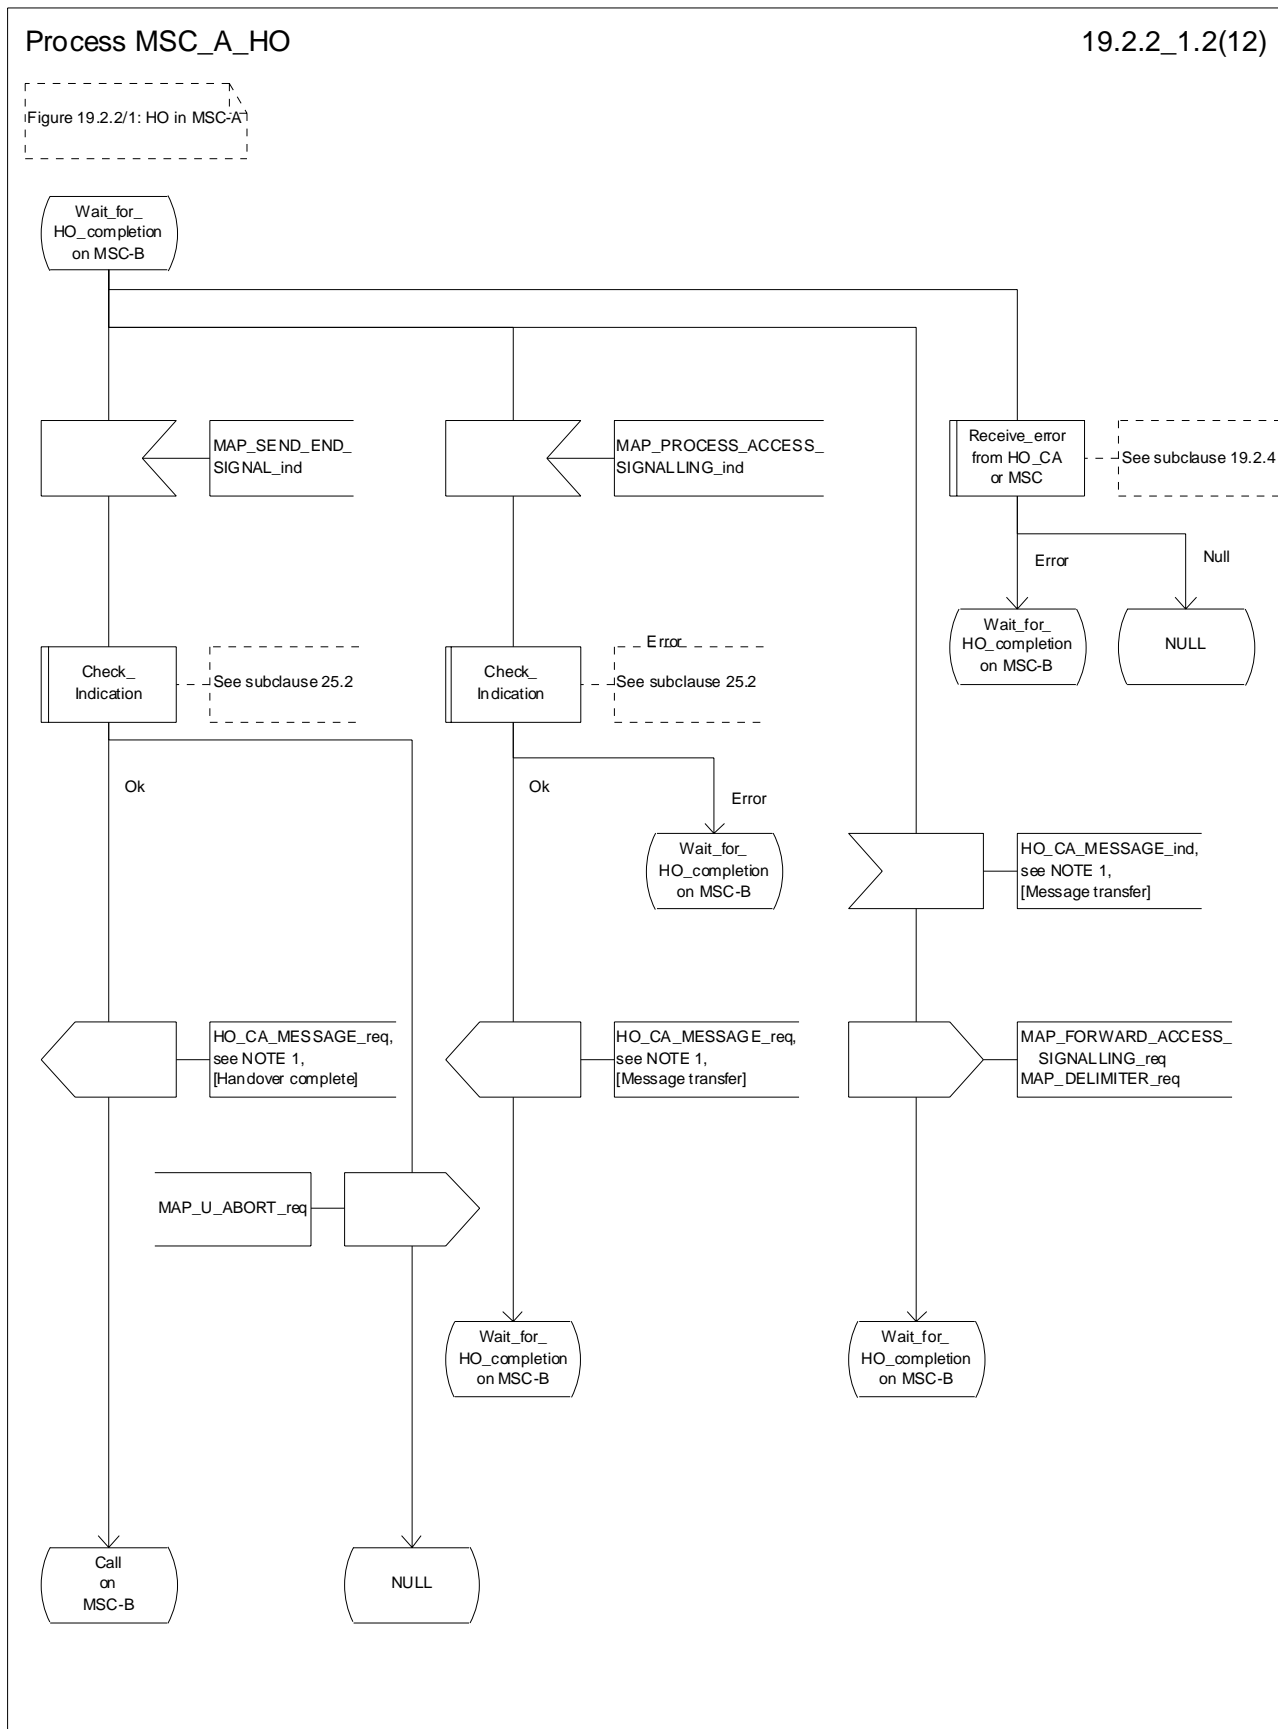 Process MSC_A_HO
19.2.2_1.2(12)
Figure 19.2.2/1: HO in MSC-A
Wait_for_
HO_completion
on MSC-B
MAP_SEND_END_
SIGNAL_ind
MAP_PROCESS_ACCESS_
SIGNALLING_ind
Receive_error
from HO_CA
or MSC
See subclause 19.2.4
Error
Null
Wait_for_
HO_completion
on MSC-B
NULL
Check_
Indication
See subclause 25.2
Error
Check_
Indication
See subclause 25.2
Ok
Ok
Error
Wait_for_
HO_completion
on MSC-B
HO_CA_MESSAGE_ind,
see NOTE 1,
[Message transfer]
HO_CA_MESSAGE_req,
see NOTE 1,
[Handover complete]
HO_CA_MESSAGE_req,
see NOTE 1,
[Message transfer]
MAP_FORWARD_ACCESS_
SIGNALLING_req
MAP_DELIMITER_req
MAP_U_ABORT_req
Wait_for_
HO_completion
on MSC-B
Wait_for_
HO_completion
on MSC-B
Call
on
MSC-B
NULL